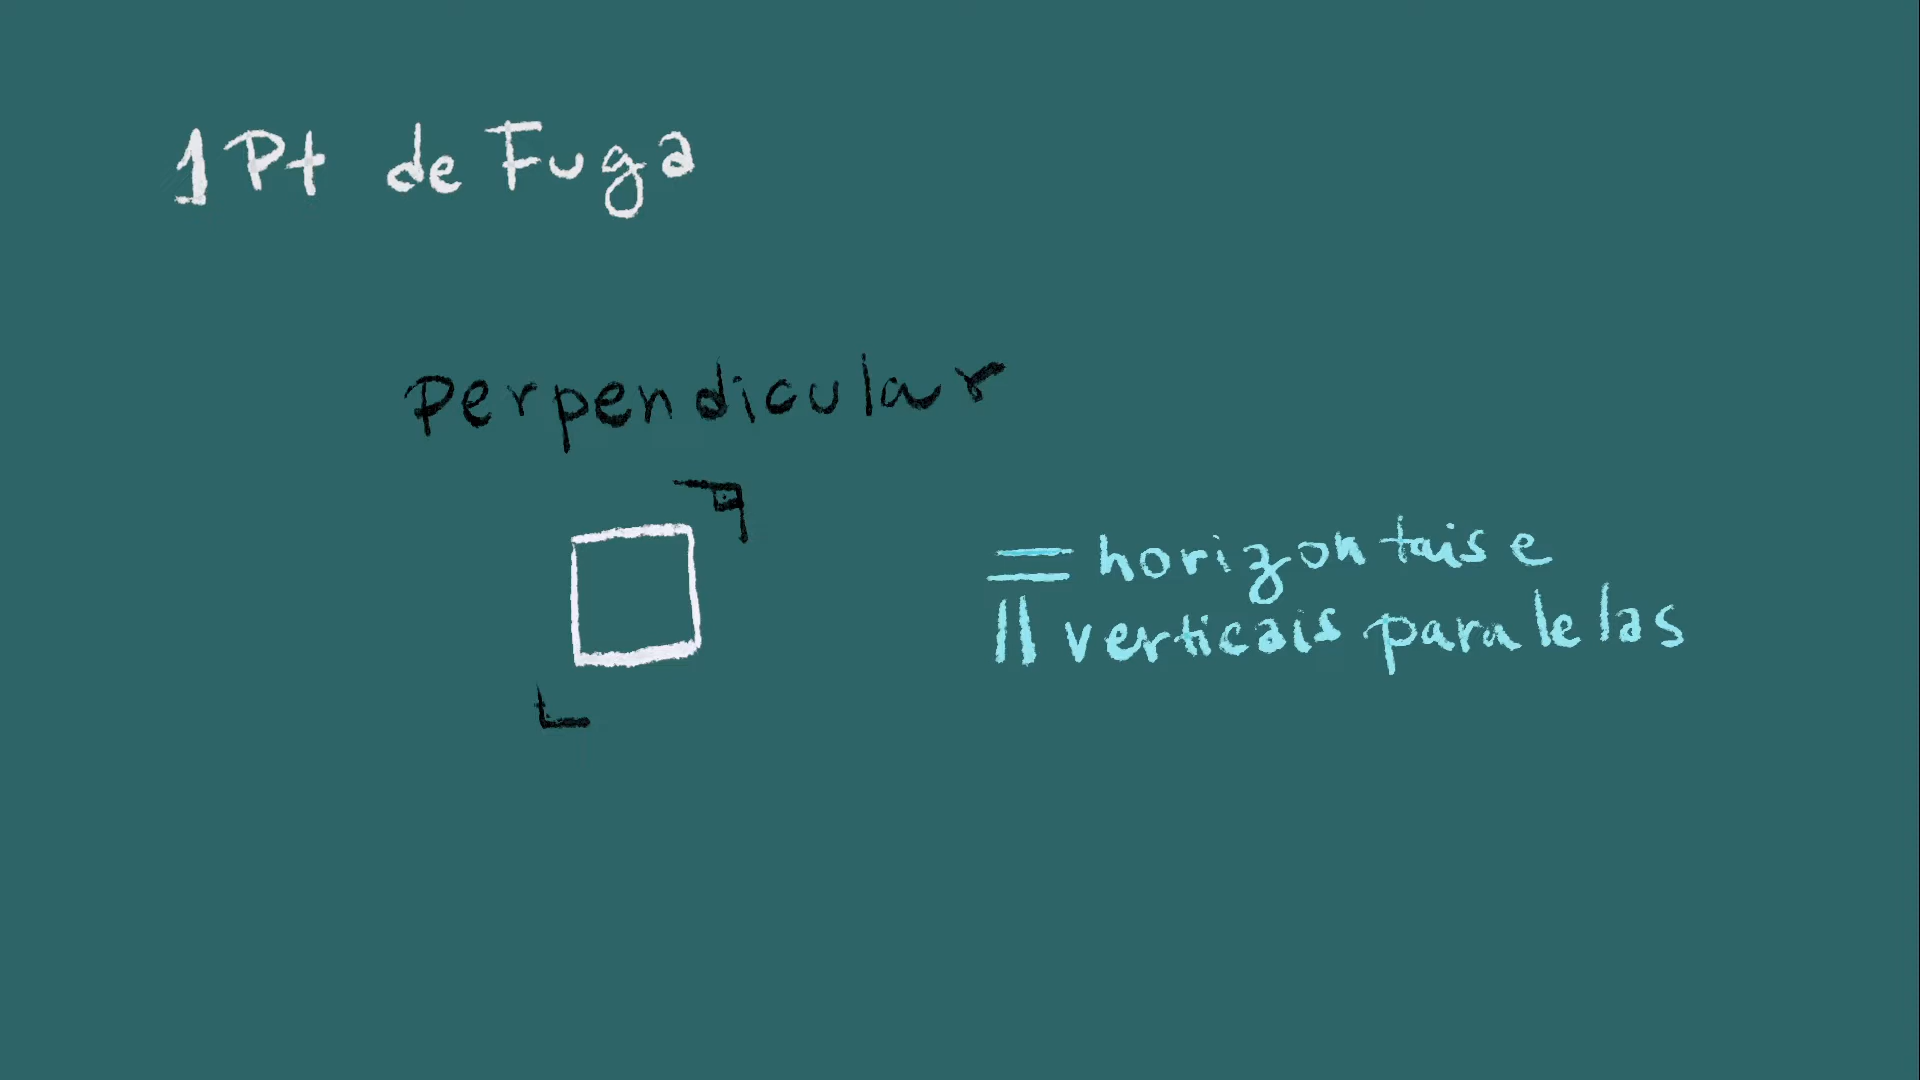 1 Pt de Fuga
Perpendicular
= horizontais e
|| verticais paralelas